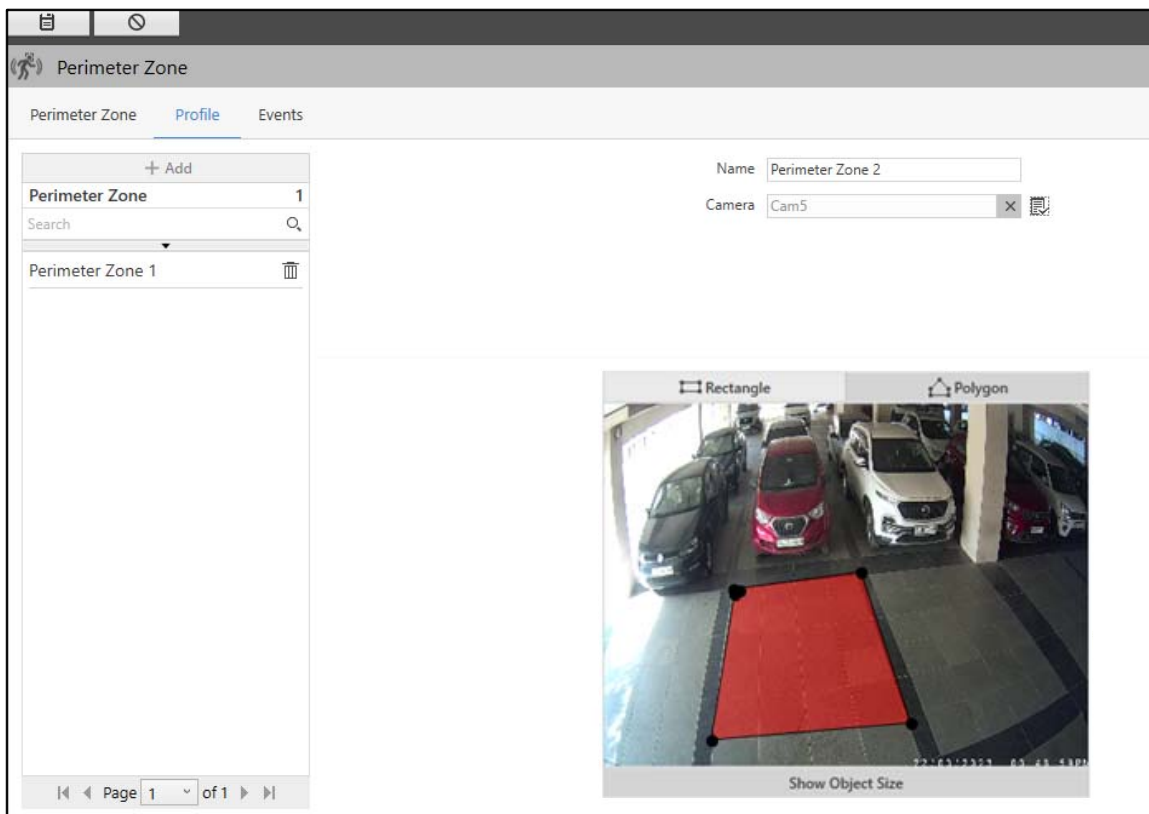 Perimeter Zone
Perimeter Zone Profile Events
+ Add
Perimeter Zone 1
Search
Perimeter Zone 1
Page 1 of 1
Name Perimeter Zone 2
Camera Cam5
Rectangle Polygon
Show Object Size